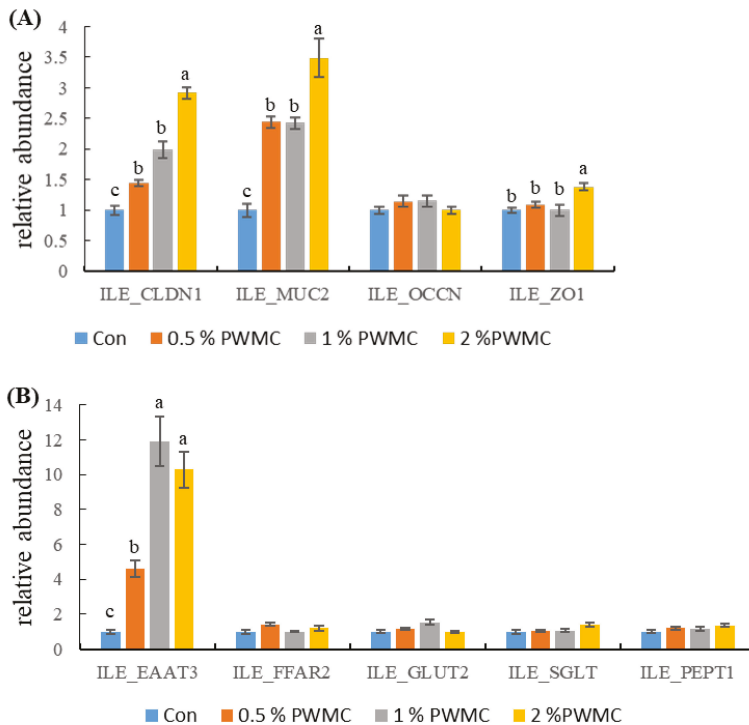 (A)
relative abundance
4
3.5
3
2.5
2
1.5
1
0.5
0
c b b a
c b b a
b b b a
ILE_CLDN1 ILE_MUC2 ILE_OCCN ILE_ZO1
Con 0.5 % PWMC 1 % PWMC 2 %PWMC
(B)
relative abundance
14
12
10
8
6
4
2
0
c b a a
ILE_EAAT3 ILE_FFAR2 ILE_GLUT2 ILE_SGLT ILE_PEPT1
Con 0.5 % PWMC 1 % PWMC 2 %PWMC